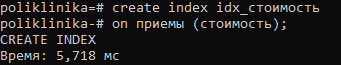 poliklinika=# create index idx_стоимость
poliklinika-# on приемы (стоимость);
CREATE INDEX
Время: 5,718 мс